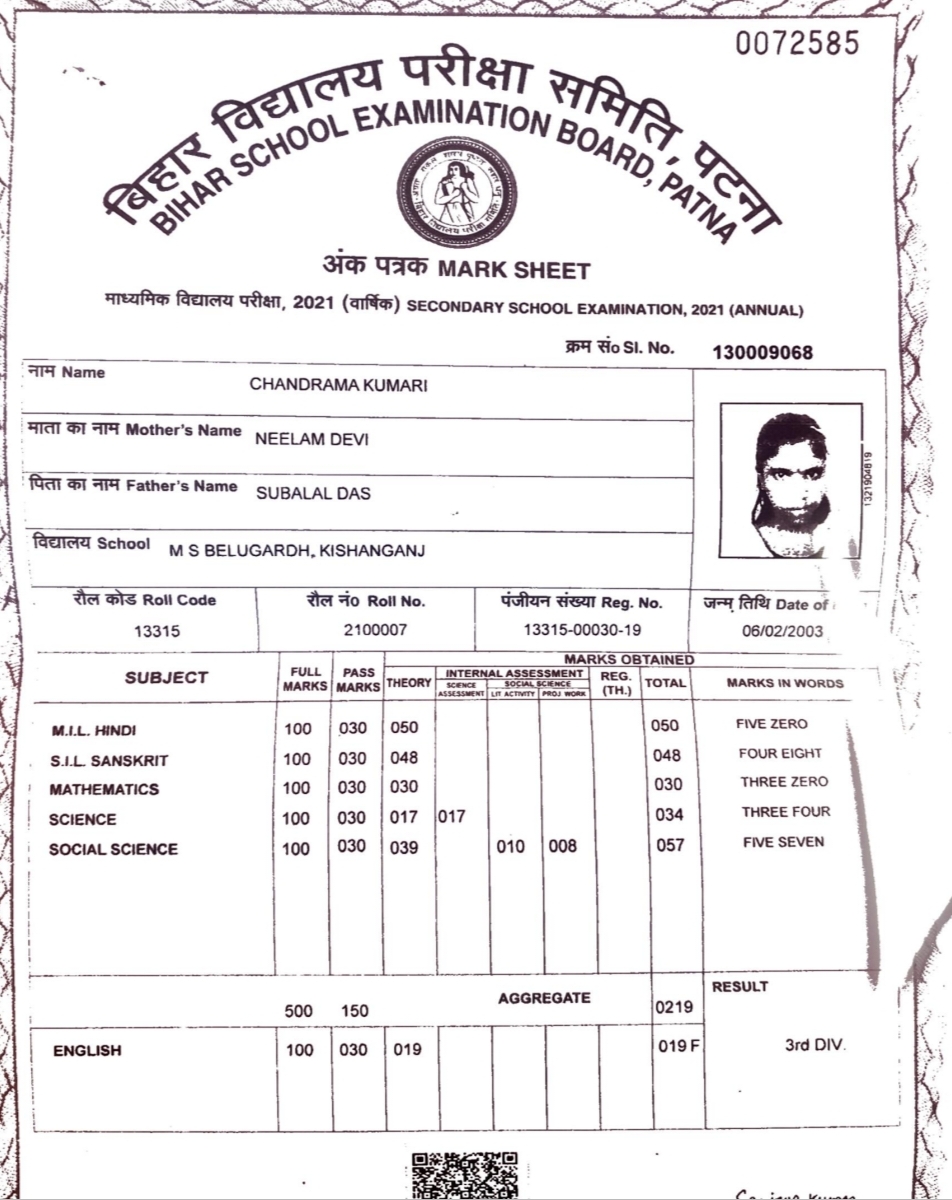 0072585
बिहार विद्यालय परीक्षा समिति, पटना
BIHAR SCHOOL EXAMINATION BOARD, PATNA
अंक पत्रक MARK SHEET
माध्यमिक विद्यालय परीक्षा, 2021 (वार्षिक) SECONDARY SCHOOL EXAMINATION, 2021 (ANNUAL)
क्रम सं० Sl. No. 130009068
नाम Name CHANDRAMA KUMARI
माता का नाम Mother's Name NEELAM DEVI
पिता का नाम Father's Name SUBALAL DAS
1321904819
विद्यालय School M S BELUGARDH, KISHANGANJ
रौल कोड Roll Code रौल नं० Roll No. पंजीयन संख्या Reg. No. जन्म तिथि Date of
13315 2100007 13315-00030-19 06/02/2003
MARKS OBTAINED
SUBJECT FULL MARKS PASS MARKS THEORY INTERNAL ASSESSMENT REG. (TH.) TOTAL MARKS IN WORDS
SCIENCE ASSESSMENT SOCIAL SCIENCE
LIT ACTIVITY PROJ WORK
M.I.L. HINDI 100 030 050 050 FIVE ZERO
S.I.L. SANSKRIT 100 030 048 048 FOUR EIGHT
MATHEMATICS 100 030 030 030 THREE ZERO
SCIENCE 100 030 017 017 034 THREE FOUR
SOCIAL SCIENCE 100 030 039 010 008 057 FIVE SEVEN
RESULT
500 150 AGGREGATE 0219
ENGLISH 100 030 019 019 F 3rd DIV.